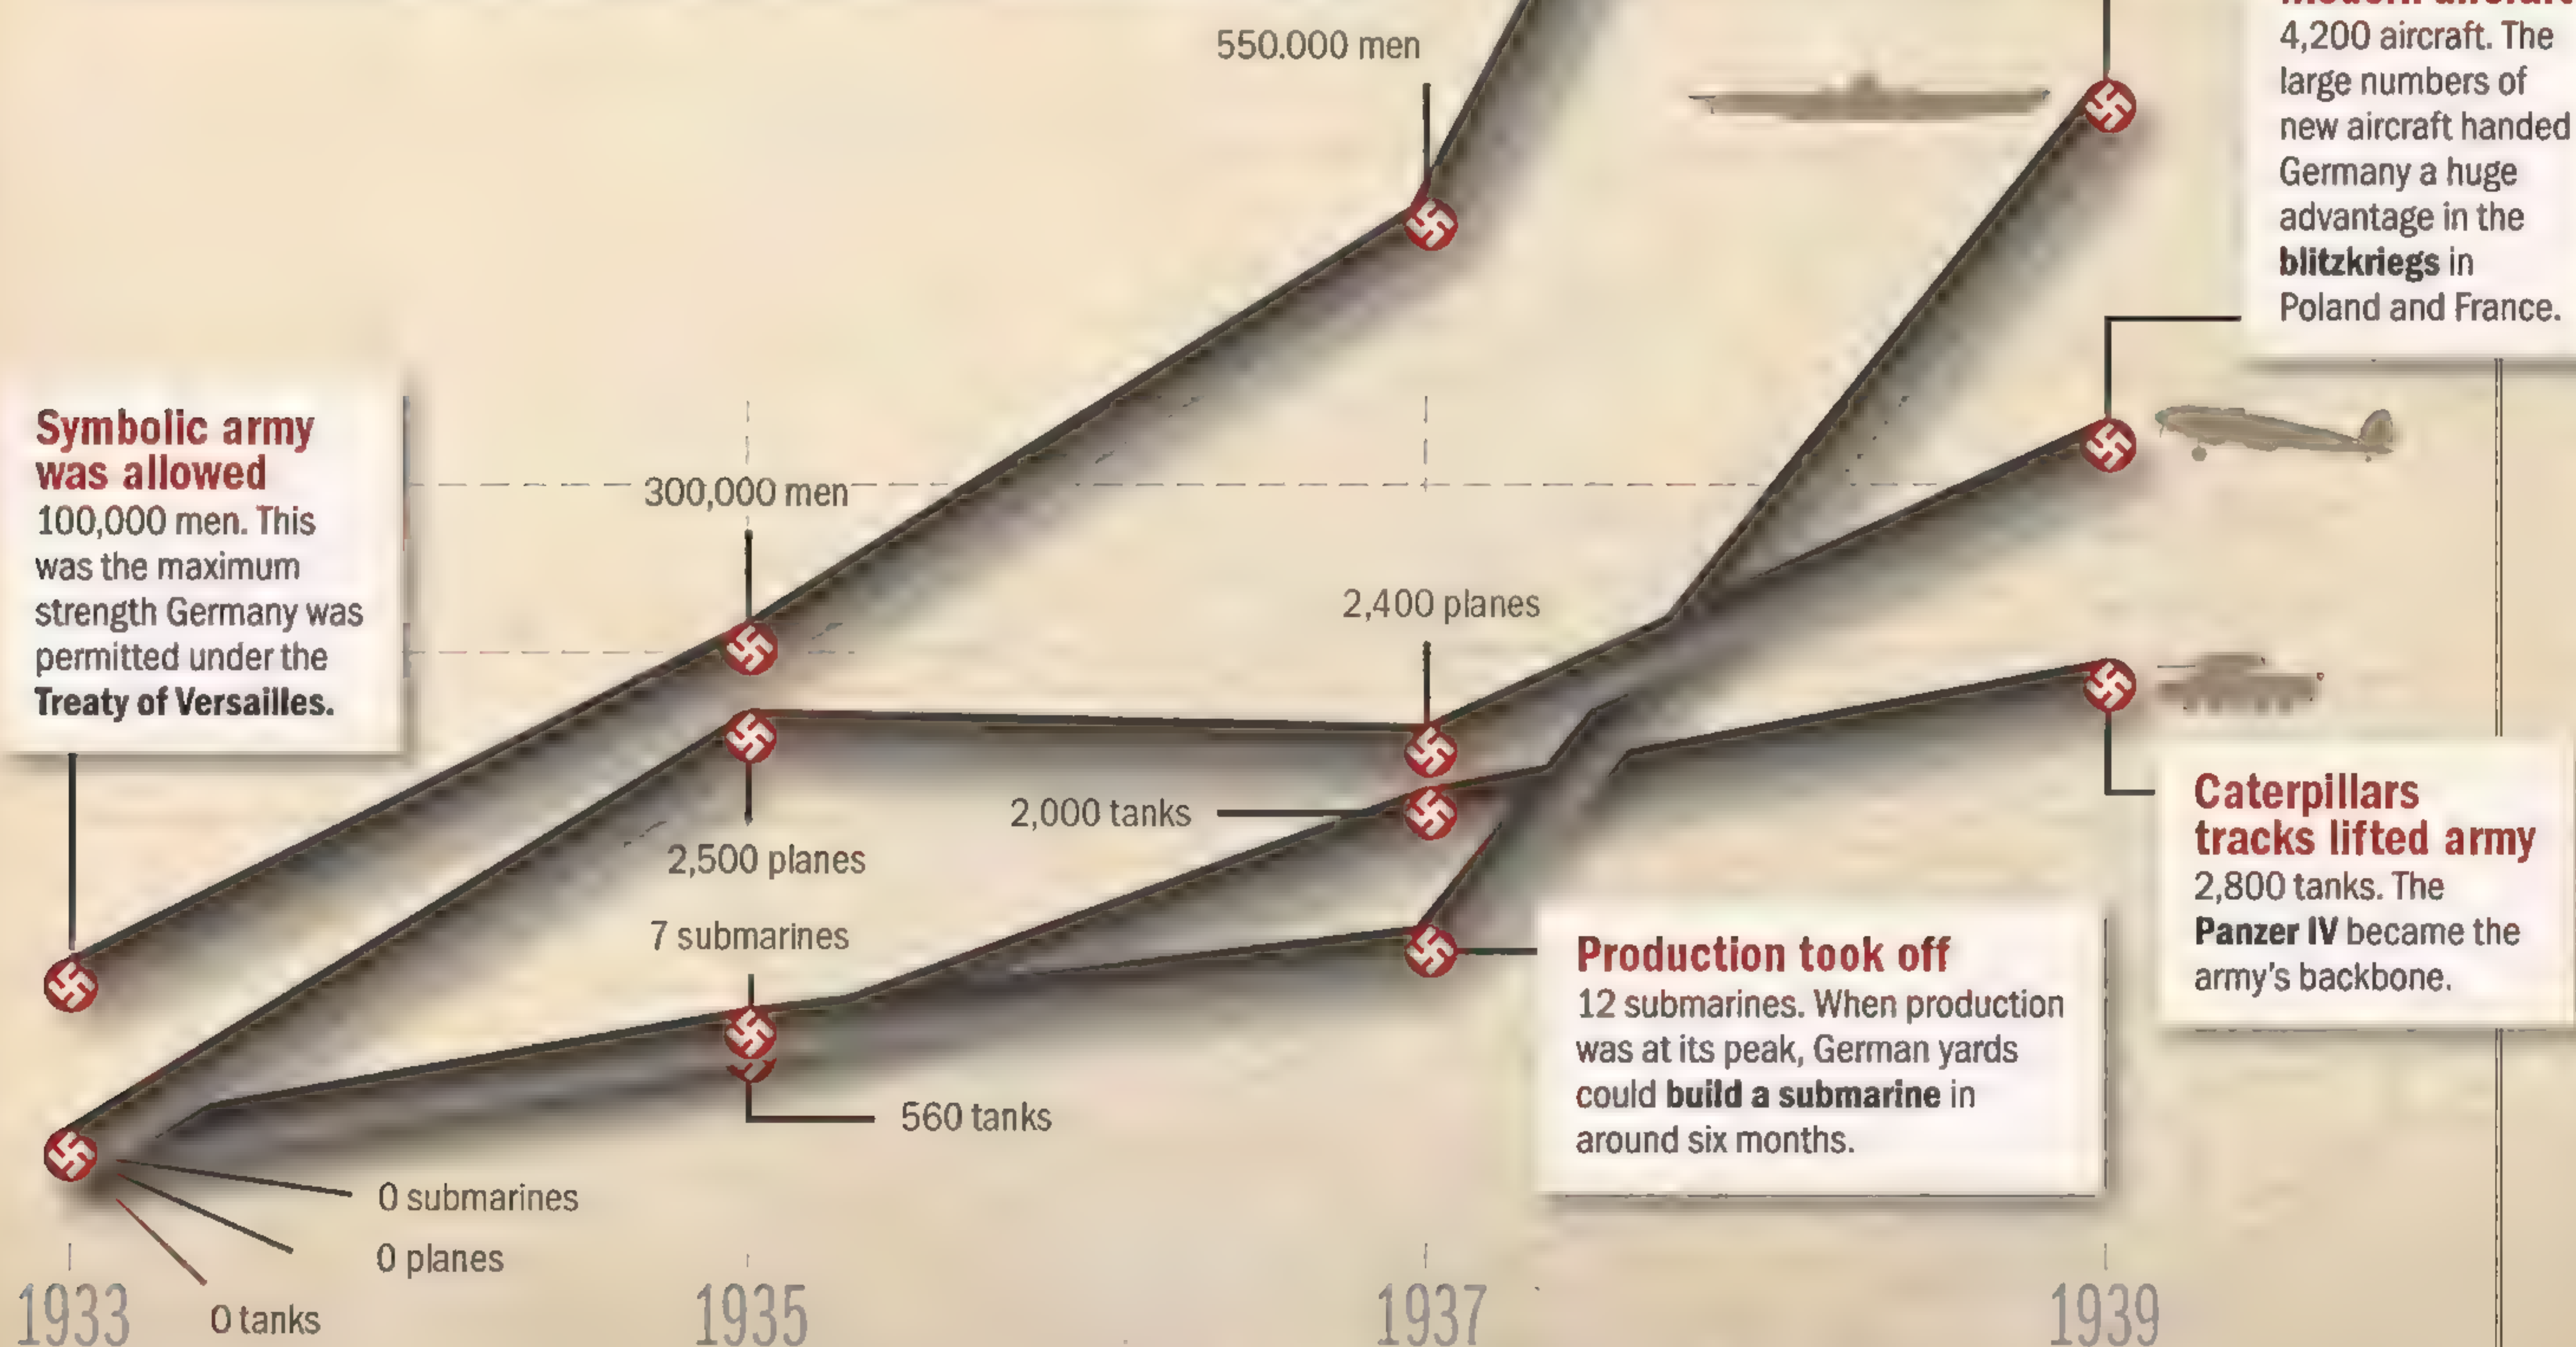 550.000 men
modern aircraft
4,200 aircraft. The
large numbers of
new aircraft handed
Germany a huge
advantage in the
blitzkriegs in
Poland and France.
Symbolic army
was allowed
100,000 men. This
was the maximum
strength Germany was
permitted under the
Treaty of Versailles.
300,000 men
2,400 planes
2,000 tanks
2,500 planes
7 submarines
560 tanks
Caterpillars
tracks lifted army
2,800 tanks. The
Panzer IV became the
army's backbone.
Production took off
12 submarines. When production
was at its peak, German yards
could build a submarine in
around six months.
0 submarines
0 planes
0 tanks
1933
1935
1937
1939